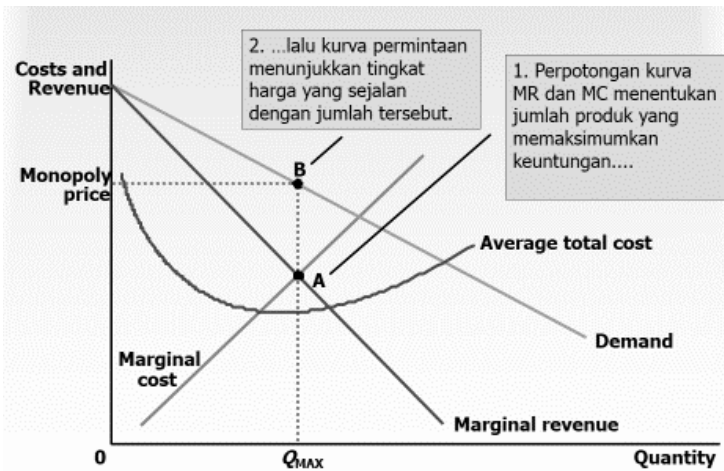 2. ...lalu kurva permintaan
menunjukkan tingkat
harga yang sejalan
dengan jumlah tersebut.
1. Perpotongan kurva
MR dan MC menentukan
jumlah produk yang
memaksimumkan
keuntungan....
Costs and
Revenue
Monopoly
price
B
Average total cost
A
Demand
Marginal
cost
Marginal revenue
0
QMAX
Quantity